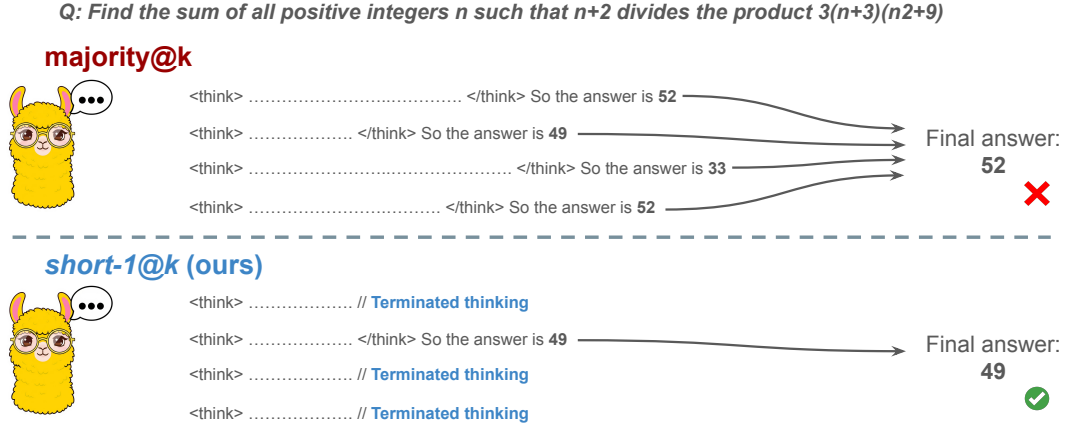 Q: Find the sum of all positive integers n such that n+2 divides the product 3(n+3)(n2+9)
majority@k
<think> …………………….…………. </think> So the answer is 52
<think> ………………. </think> So the answer is 49
<think> …………………….…………………. </think> So the answer is 33
<think> …………………….………. </think> So the answer is 52
Final answer:
52
short-1@k (ours)
<think> ………………. // Terminated thinking
<think> ………………. </think> So the answer is 49
<think> ………………. // Terminated thinking
<think> ………………. // Terminated thinking
Final answer:
49